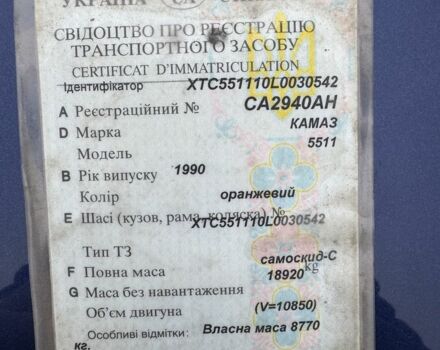 УКРАЇНА
СВІДОЦТВО ПРО РЕЄСТРАЦІЮ
ТРАНСПОРТНОГО ЗАСОБУ
CERTIFICAT D'IMMATRICULATION
Ідентифікатор XTC551110L0030542
A Реєстраційний № CA2940AH
D Марка КАМАЗ
Модель 5511
B Рік випуску 1990
Колір оранжевий
E Шасі (кузов, рама, коляска) №
XTC551110L0030542
Тип ТЗ самоскид-С
F Повна маса 18920 kg
G Маса без навантаження
Об'єм двигуна (V=10850)
Особливі відмітки: Власна маса 8770
кг.